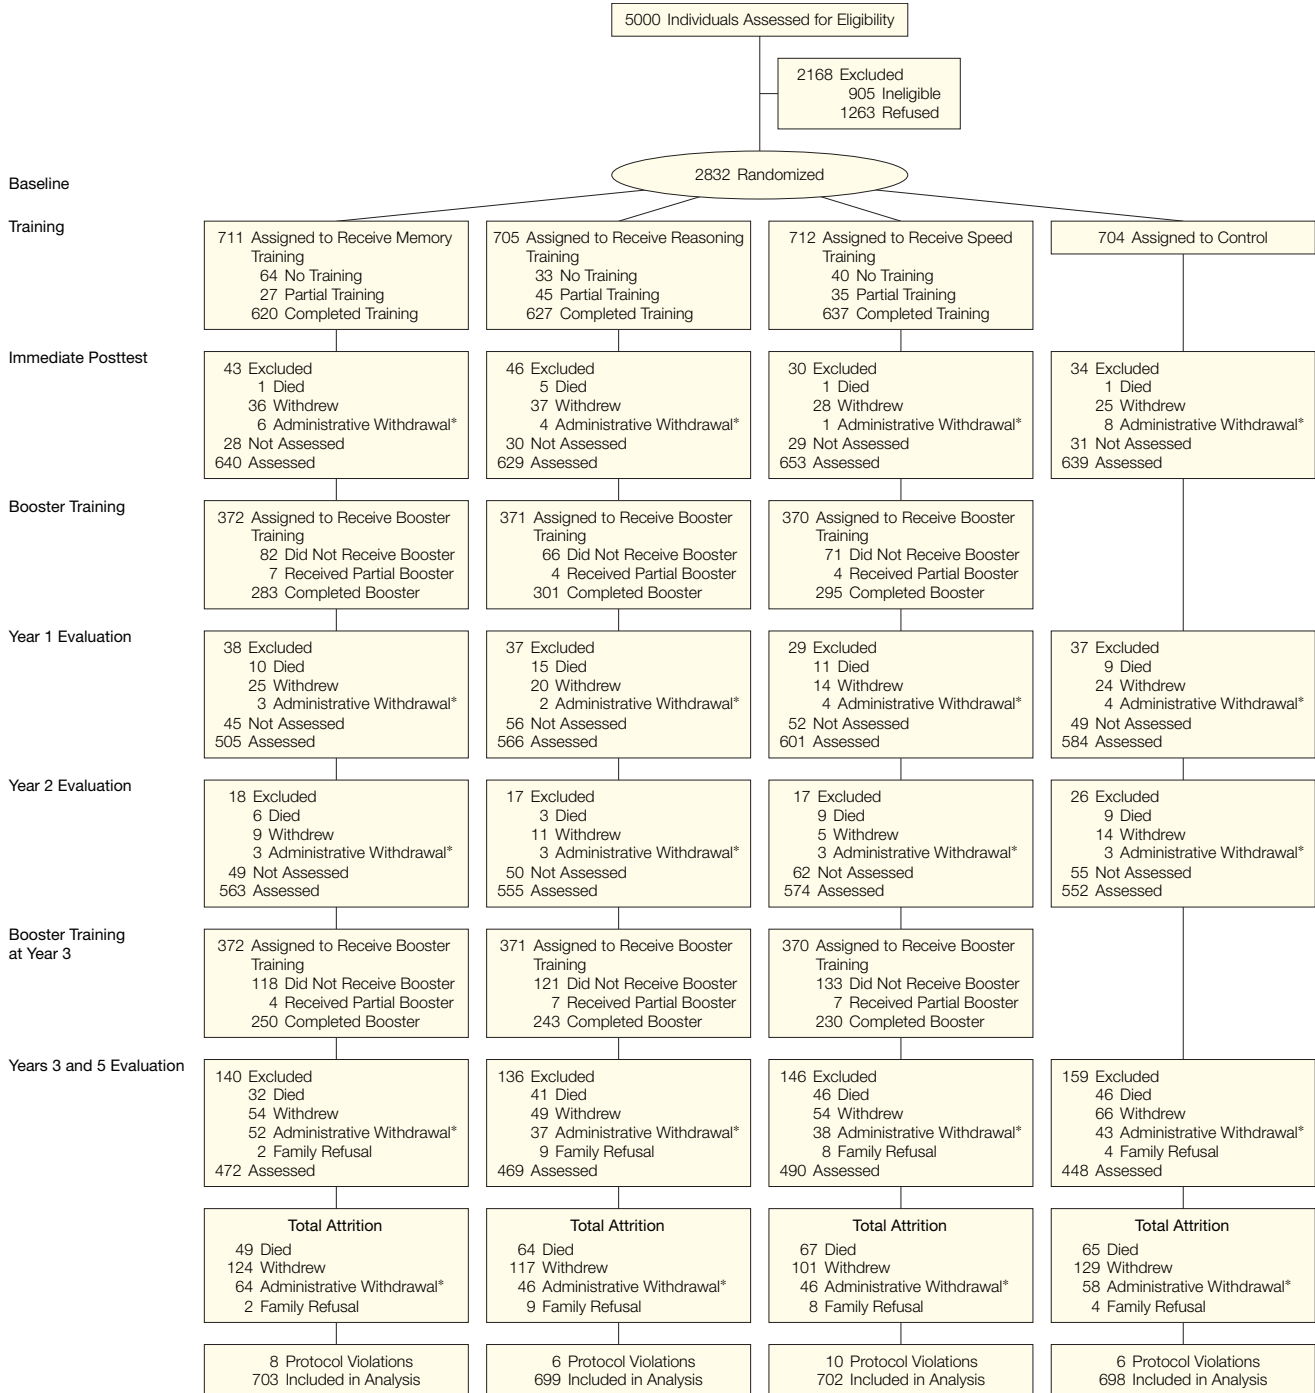 5000 Individuals Assessed for Eligibility
2168 Excluded
905 Ineligible
1263 Refused
Baseline
2832 Randomized
Training
711 Assigned to Receive Memory
Training
64 No Training
27 Partial Training
620 Completed Training
705 Assigned to Receive Reasoning
Training
33 No Training
45 Partial Training
627 Completed Training
712 Assigned to Receive Speed
Training
40 No Training
35 Partial Training
637 Completed Training
704 Assigned to Control
Immediate Posttest
43 Excluded
1 Died
36 Withdrew
6 Administrative Withdrawal*
28 Not Assessed
640 Assessed
46 Excluded
5 Died
37 Withdrew
4 Administrative Withdrawal*
30 Not Assessed
629 Assessed
30 Excluded
1 Died
28 Withdrew
1 Administrative Withdrawal*
29 Not Assessed
653 Assessed
34 Excluded
1 Died
25 Withdrew
8 Administrative Withdrawal*
31 Not Assessed
639 Assessed
Booster Training
372 Assigned to Receive Booster
Training
82 Did Not Receive Booster
7 Received Partial Booster
283 Completed Booster
371 Assigned to Receive Booster
Training
66 Did Not Receive Booster
4 Received Partial Booster
301 Completed Booster
370 Assigned to Receive Booster
Training
71 Did Not Receive Booster
4 Received Partial Booster
295 Completed Booster
Year 1 Evaluation
38 Excluded
10 Died
25 Withdrew
3 Administrative Withdrawal*
45 Not Assessed
505 Assessed
37 Excluded
15 Died
20 Withdrew
2 Administrative Withdrawal*
56 Not Assessed
566 Assessed
29 Excluded
11 Died
14 Withdrew
4 Administrative Withdrawal*
52 Not Assessed
601 Assessed
37 Excluded
9 Died
24 Withdrew
4 Administrative Withdrawal*
49 Not Assessed
584 Assessed
Year 2 Evaluation
18 Excluded
6 Died
9 Withdrew
3 Administrative Withdrawal*
49 Not Assessed
563 Assessed
17 Excluded
3 Died
11 Withdrew
3 Administrative Withdrawal*
50 Not Assessed
555 Assessed
17 Excluded
9 Died
5 Withdrew
3 Administrative Withdrawal*
62 Not Assessed
574 Assessed
26 Excluded
9 Died
14 Withdrew
3 Administrative Withdrawal*
55 Not Assessed
552 Assessed
Booster Training
at Year 3
372 Assigned to Receive Booster
Training
118 Did Not Receive Booster
4 Received Partial Booster
250 Completed Booster
371 Assigned to Receive Booster
Training
121 Did Not Receive Booster
7 Received Partial Booster
243 Completed Booster
370 Assigned to Receive Booster
Training
133 Did Not Receive Booster
7 Received Partial Booster
230 Completed Booster
Years 3 and 5 Evaluation
140 Excluded
32 Died
54 Withdrew
52 Administrative Withdrawal*
2 Family Refusal
472 Assessed
136 Excluded
41 Died
49 Withdrew
37 Administrative Withdrawal*
9 Family Refusal
469 Assessed
146 Excluded
46 Died
54 Withdrew
38 Administrative Withdrawal*
8 Family Refusal
490 Assessed
159 Excluded
46 Died
66 Withdrew
43 Administrative Withdrawal*
4 Family Refusal
448 Assessed
Total Attrition
49 Died
124 Withdrew
64 Administrative Withdrawal*
2 Family Refusal
Total Attrition
64 Died
117 Withdrew
46 Administrative Withdrawal*
9 Family Refusal
Total Attrition
67 Died
101 Withdrew
46 Administrative Withdrawal*
8 Family Refusal
Total Attrition
65 Died
129 Withdrew
58 Administrative Withdrawal*
4 Family Refusal
8 Protocol Violations
703 Included in Analysis
6 Protocol Violations
699 Included in Analysis
10 Protocol Violations
702 Included in Analysis
6 Protocol Violations
698 Included in Analysis